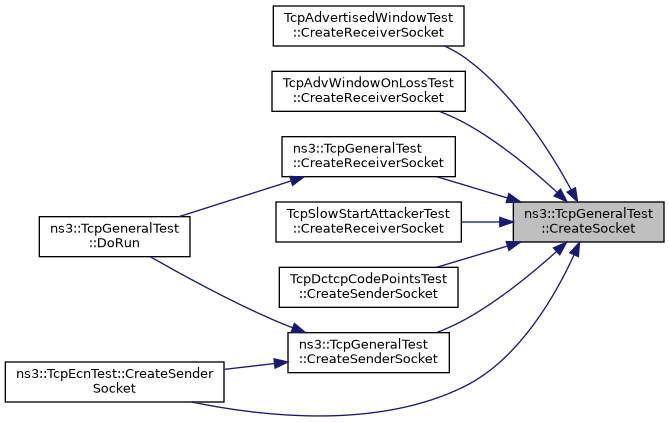 TcpAdvertisedWindowTest
::CreateReceiverSocket
TcpAdvWindowOnLossTest
::CreateReceiverSocket
ns3::TcpGeneralTest
::CreateReceiverSocket
TcpSlowStartAttackerTest
::CreateReceiverSocket
ns3::TcpGeneralTest
::CreateSocket
ns3::TcpGeneralTest
::DoRun
TcpDctcpCodePointsTest
::CreateSenderSocket
ns3::TcpGeneralTest
::CreateSenderSocket
ns3::TcpEcnTest::CreateSender
Socket